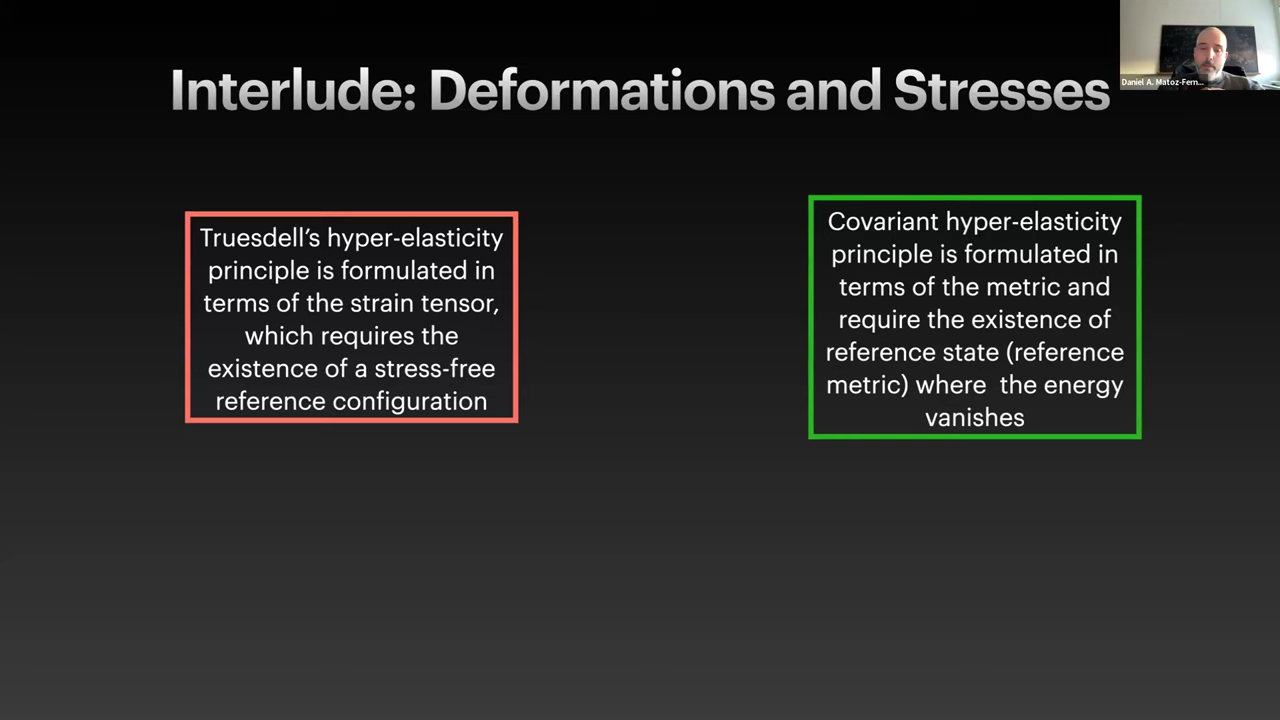 Interlude: Deformations and Stresses
Daniel A. Matoz-Fern...
Truesdell's hyper-elasticity
principle is formulated in
terms of the strain tensor,
which requires the
existence of a stress-free
reference configuration
Covariant hyper-elasticity
principle is formulated in
terms of the metric and
require the existence of
reference state (reference
metric) where the energy
vanishes